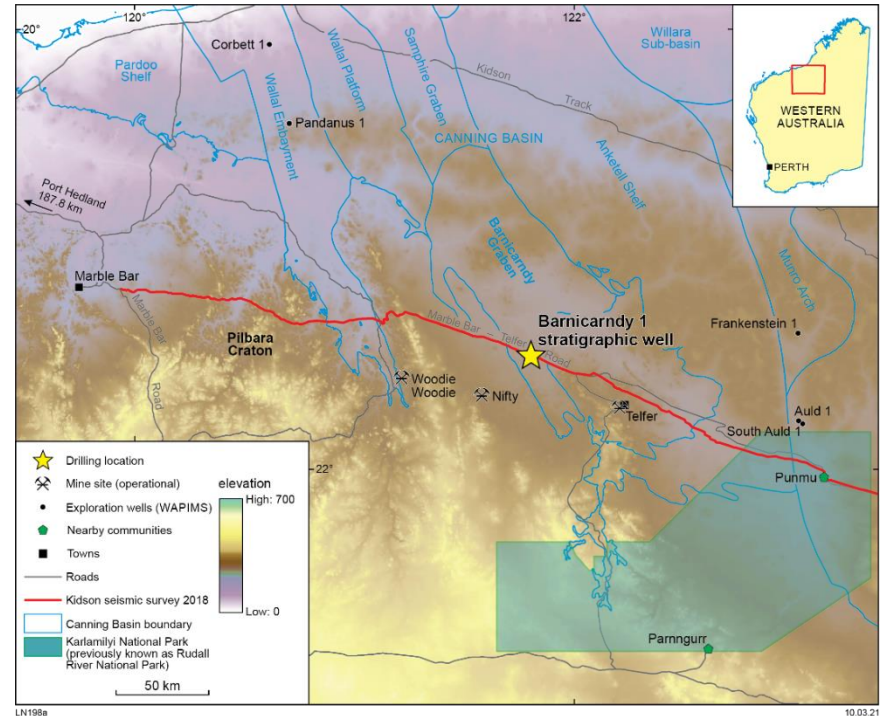 120°
122°
20°
Corbett 1
Willara
Sub-basin
Pardoo
Shelf
Wallal Embayment
Wallal Platform
Samphire Graben
Kidson
Track
Pandanus 1
CANNING BASIN
Anketell Shelf
WESTERN
AUSTRALIA
PERTH
Port Hedland
187.8 km
Barnicarndy
Graben
Munro Arch
Marble Bar
Marble Bar
Road
Pilbara
Craton
Marble Bar – Telfer Road
Barnicarndy 1
stratigraphic well
Frankenstein 1
Woodie
Woodie
Nifty
Telfer
Auld 1
South Auld 1
22°
Punmu
Parnngurr
Drilling location
Mine site (operational)
Exploration wells (WAPIMS)
Nearby communities
Towns
Roads
Kidson seismic survey 2018
Canning Basin boundary
Karlamilyi National Park
(previously known as Rudall
River National Park)
elevation
High: 700
Low: 0
50 km
LN198a
10.03.21